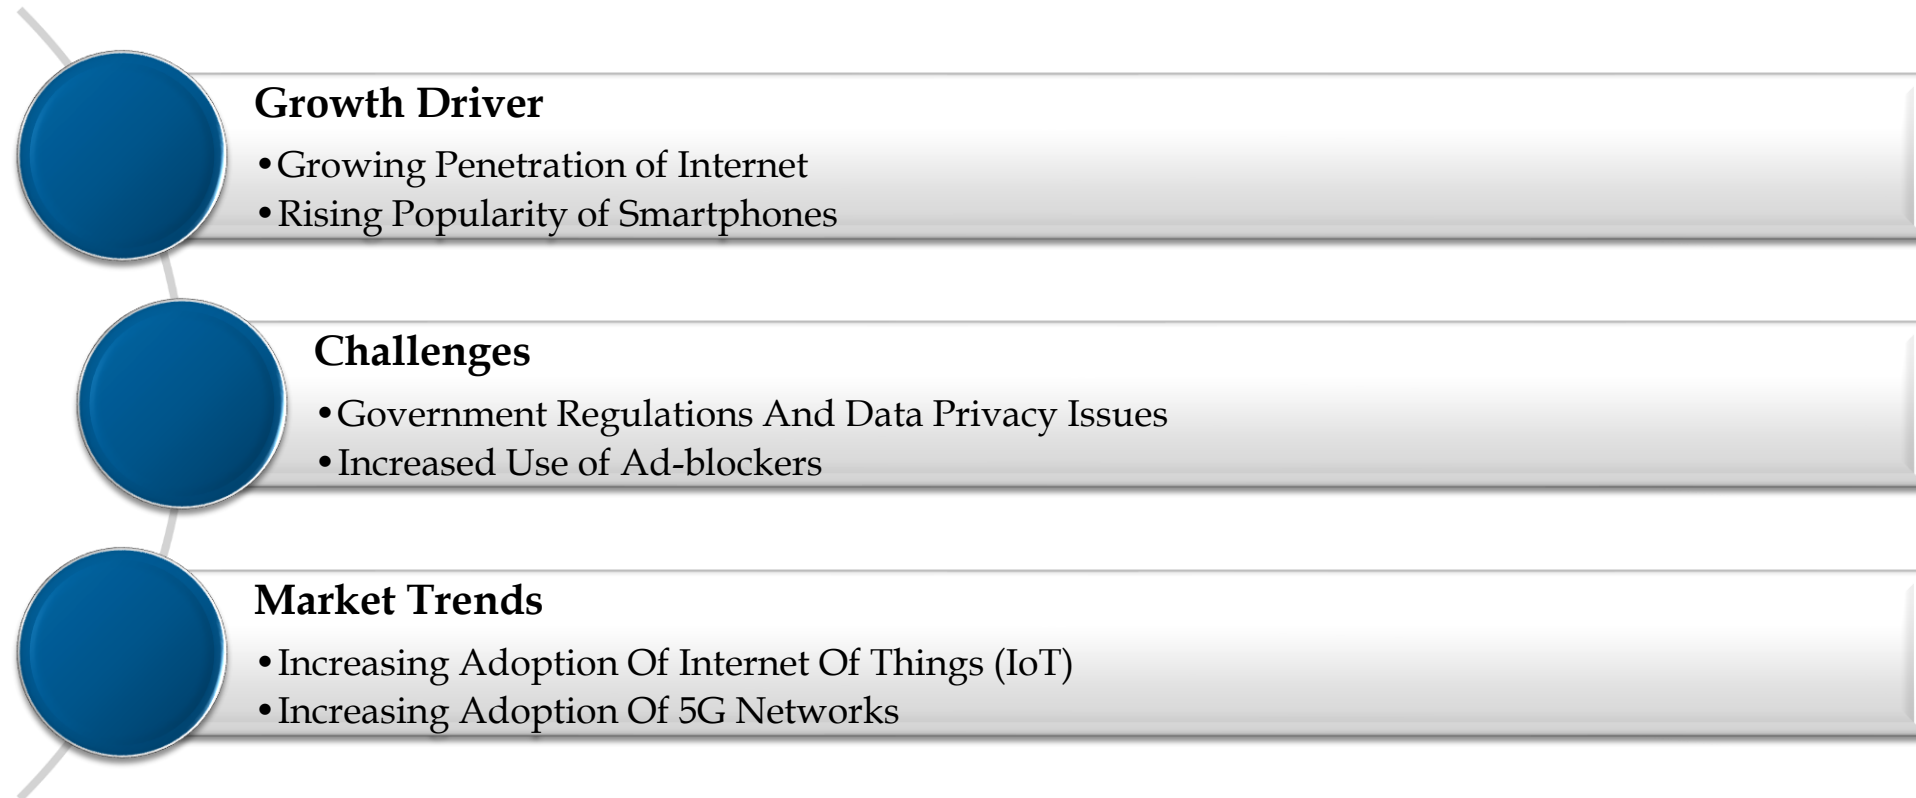 Growth Driver
•Growing Penetration of Internet
•Rising Popularity of Smartphones
Challenges
•Government Regulations And Data Privacy Issues
•Increased Use of Ad-blockers
Market Trends
•Increasing Adoption Of Internet Of Things (IoT)
•Increasing Adoption Of 5G Networks